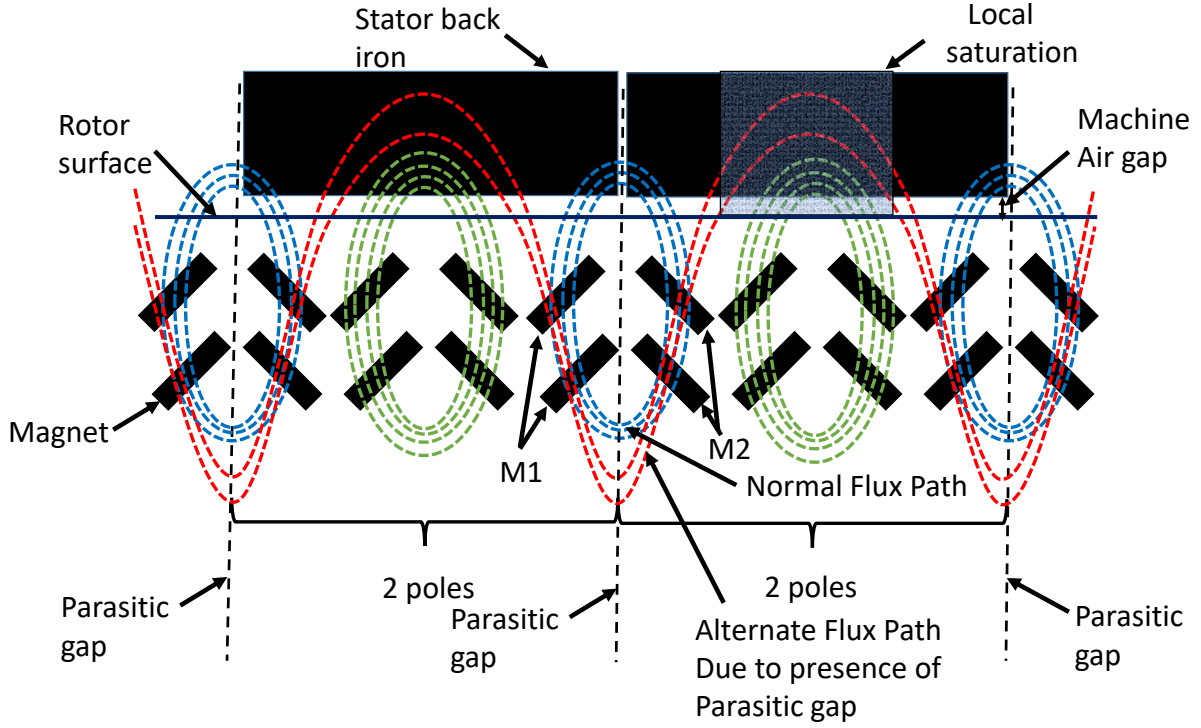 Stator back
iron
Local
saturation
Rotor
surface
Machine
Air gap
Magnet
M1
M2
Normal Flux Path
2 poles
2 poles
Parasitic
gap
Parasitic
gap
Alternate Flux Path
Due to presence of
Parasitic gap
Parasitic
gap